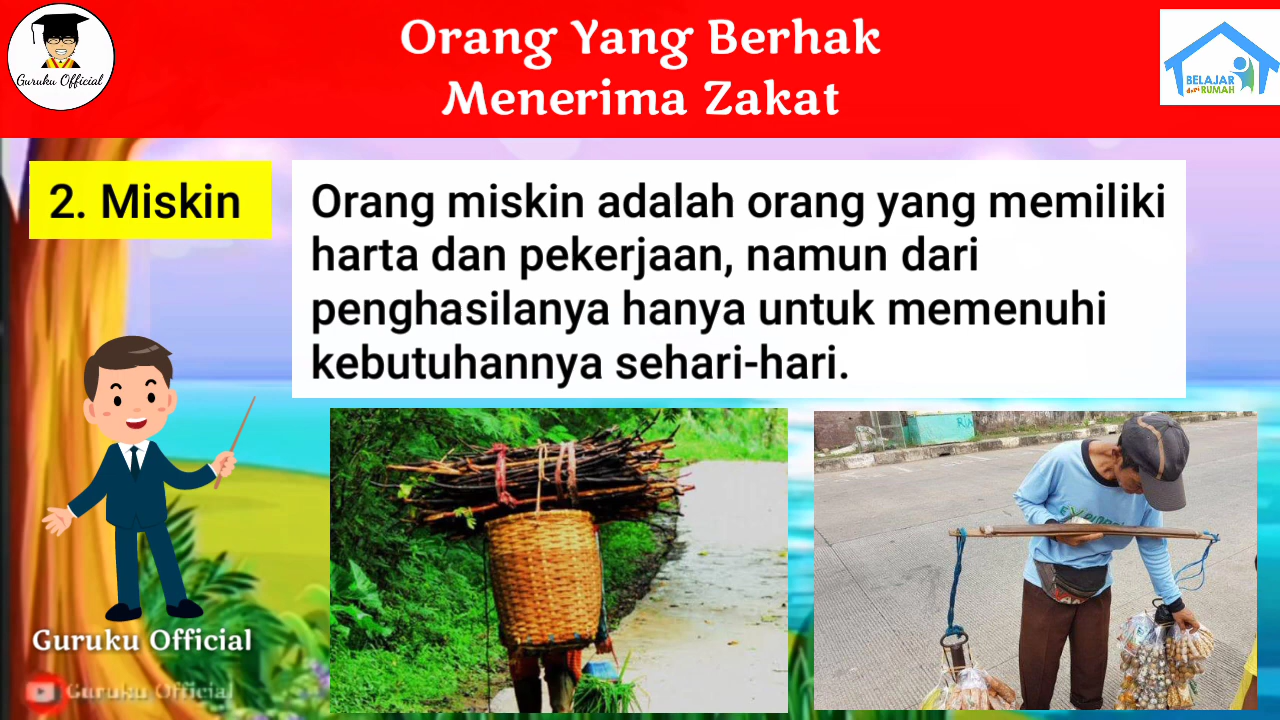 Orang Yang Berhak
Menerima Zakat
Guruku Official
BELAJAR
dari RUMAH
2. Miskin
Orang miskin adalah orang yang memiliki
harta dan pekerjaan, namun dari
penghasilanya hanya untuk memenuhi
kebutuhannya sehari-hari.
Guruku Official
Guruku Official